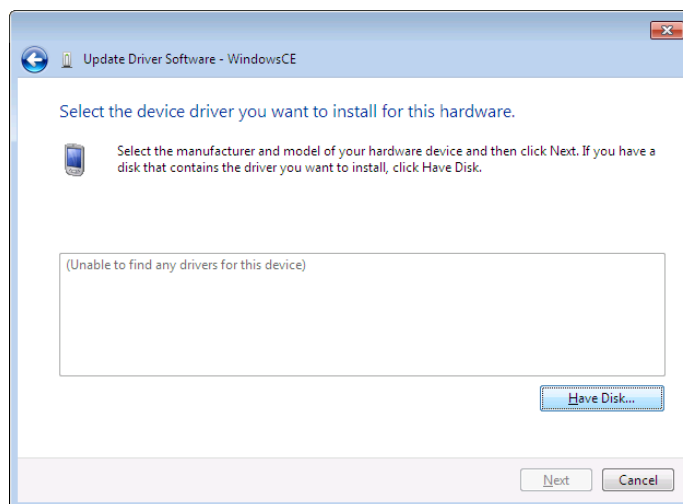 Update Driver Software - WindowsCE
Select the device driver you want to install for this hardware.
Select the manufacturer and model of your hardware device and then click Next. If you have a
disk that contains the driver you want to install, click Have Disk.
(Unable to find any drivers for this device)
Have Disk...
Next Cancel